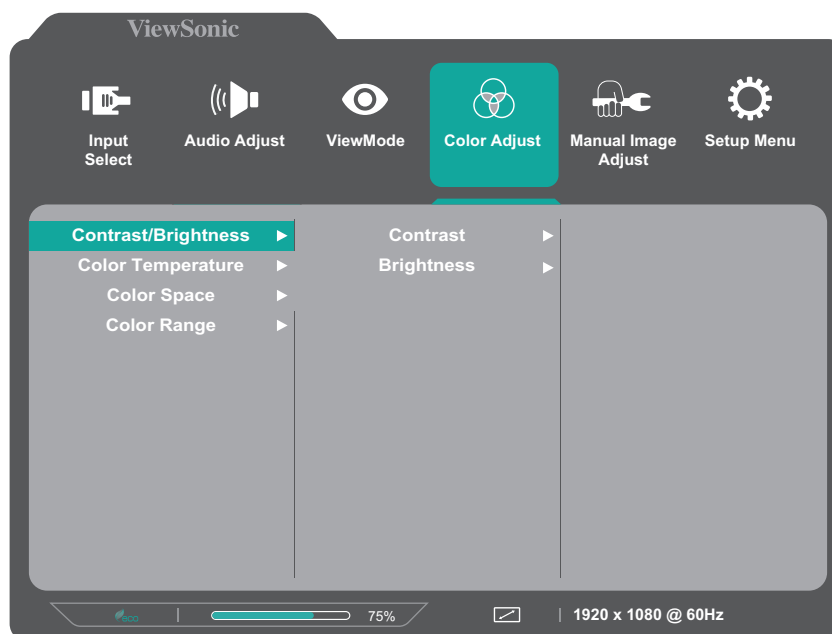 ViewSonic
Input
Select
Audio Adjust
ViewMode
Color Adjust
Manual Image
Adjust
Setup Menu
Contrast/Brightness
Color Temperature
Color Space
Color Range
Contrast
Brightness
eco
75%
1920 x 1080 @ 60Hz